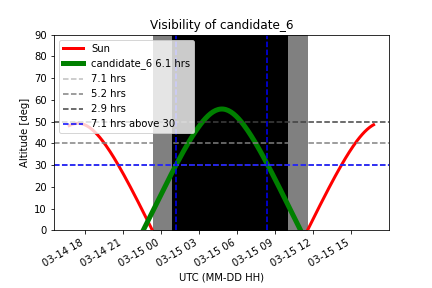 Visibility of candidate_6
Altitude [deg]
90
80
70
60
50
40
30
20
10
0
Sun
candidate_6 6.1 hrs
7.1 hrs
5.2 hrs
2.9 hrs
7.1 hrs above 30
03-14 18
03-14 21
03-15 00
03-15 03
03-15 06
03-15 09
03-15 12
03-15 15
UTC (MM-DD HH)